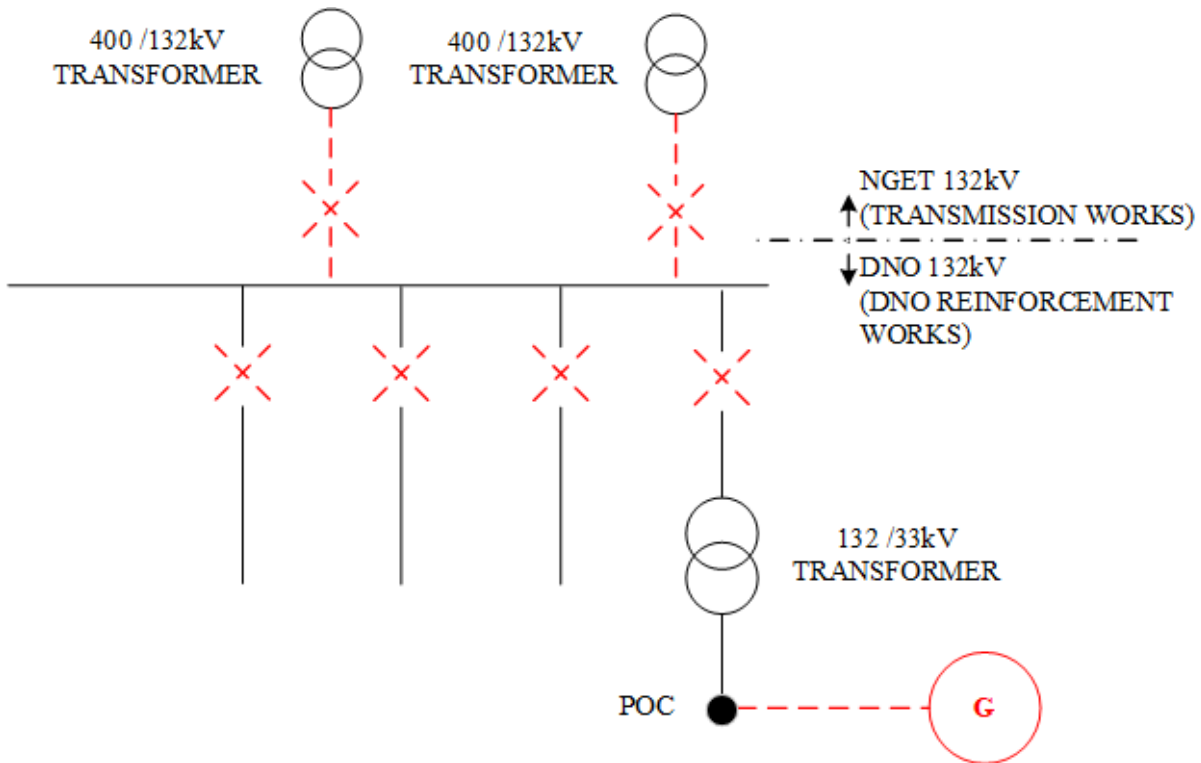 400 /132kV
TRANSFORMER
400 /132kV
TRANSFORMER
NGET 132kV
(TRANSMISSION WORKS)
DNO 132kV
(DNO REINFORCEMENT
WORKS)
132 /33kV
TRANSFORMER
POC
G